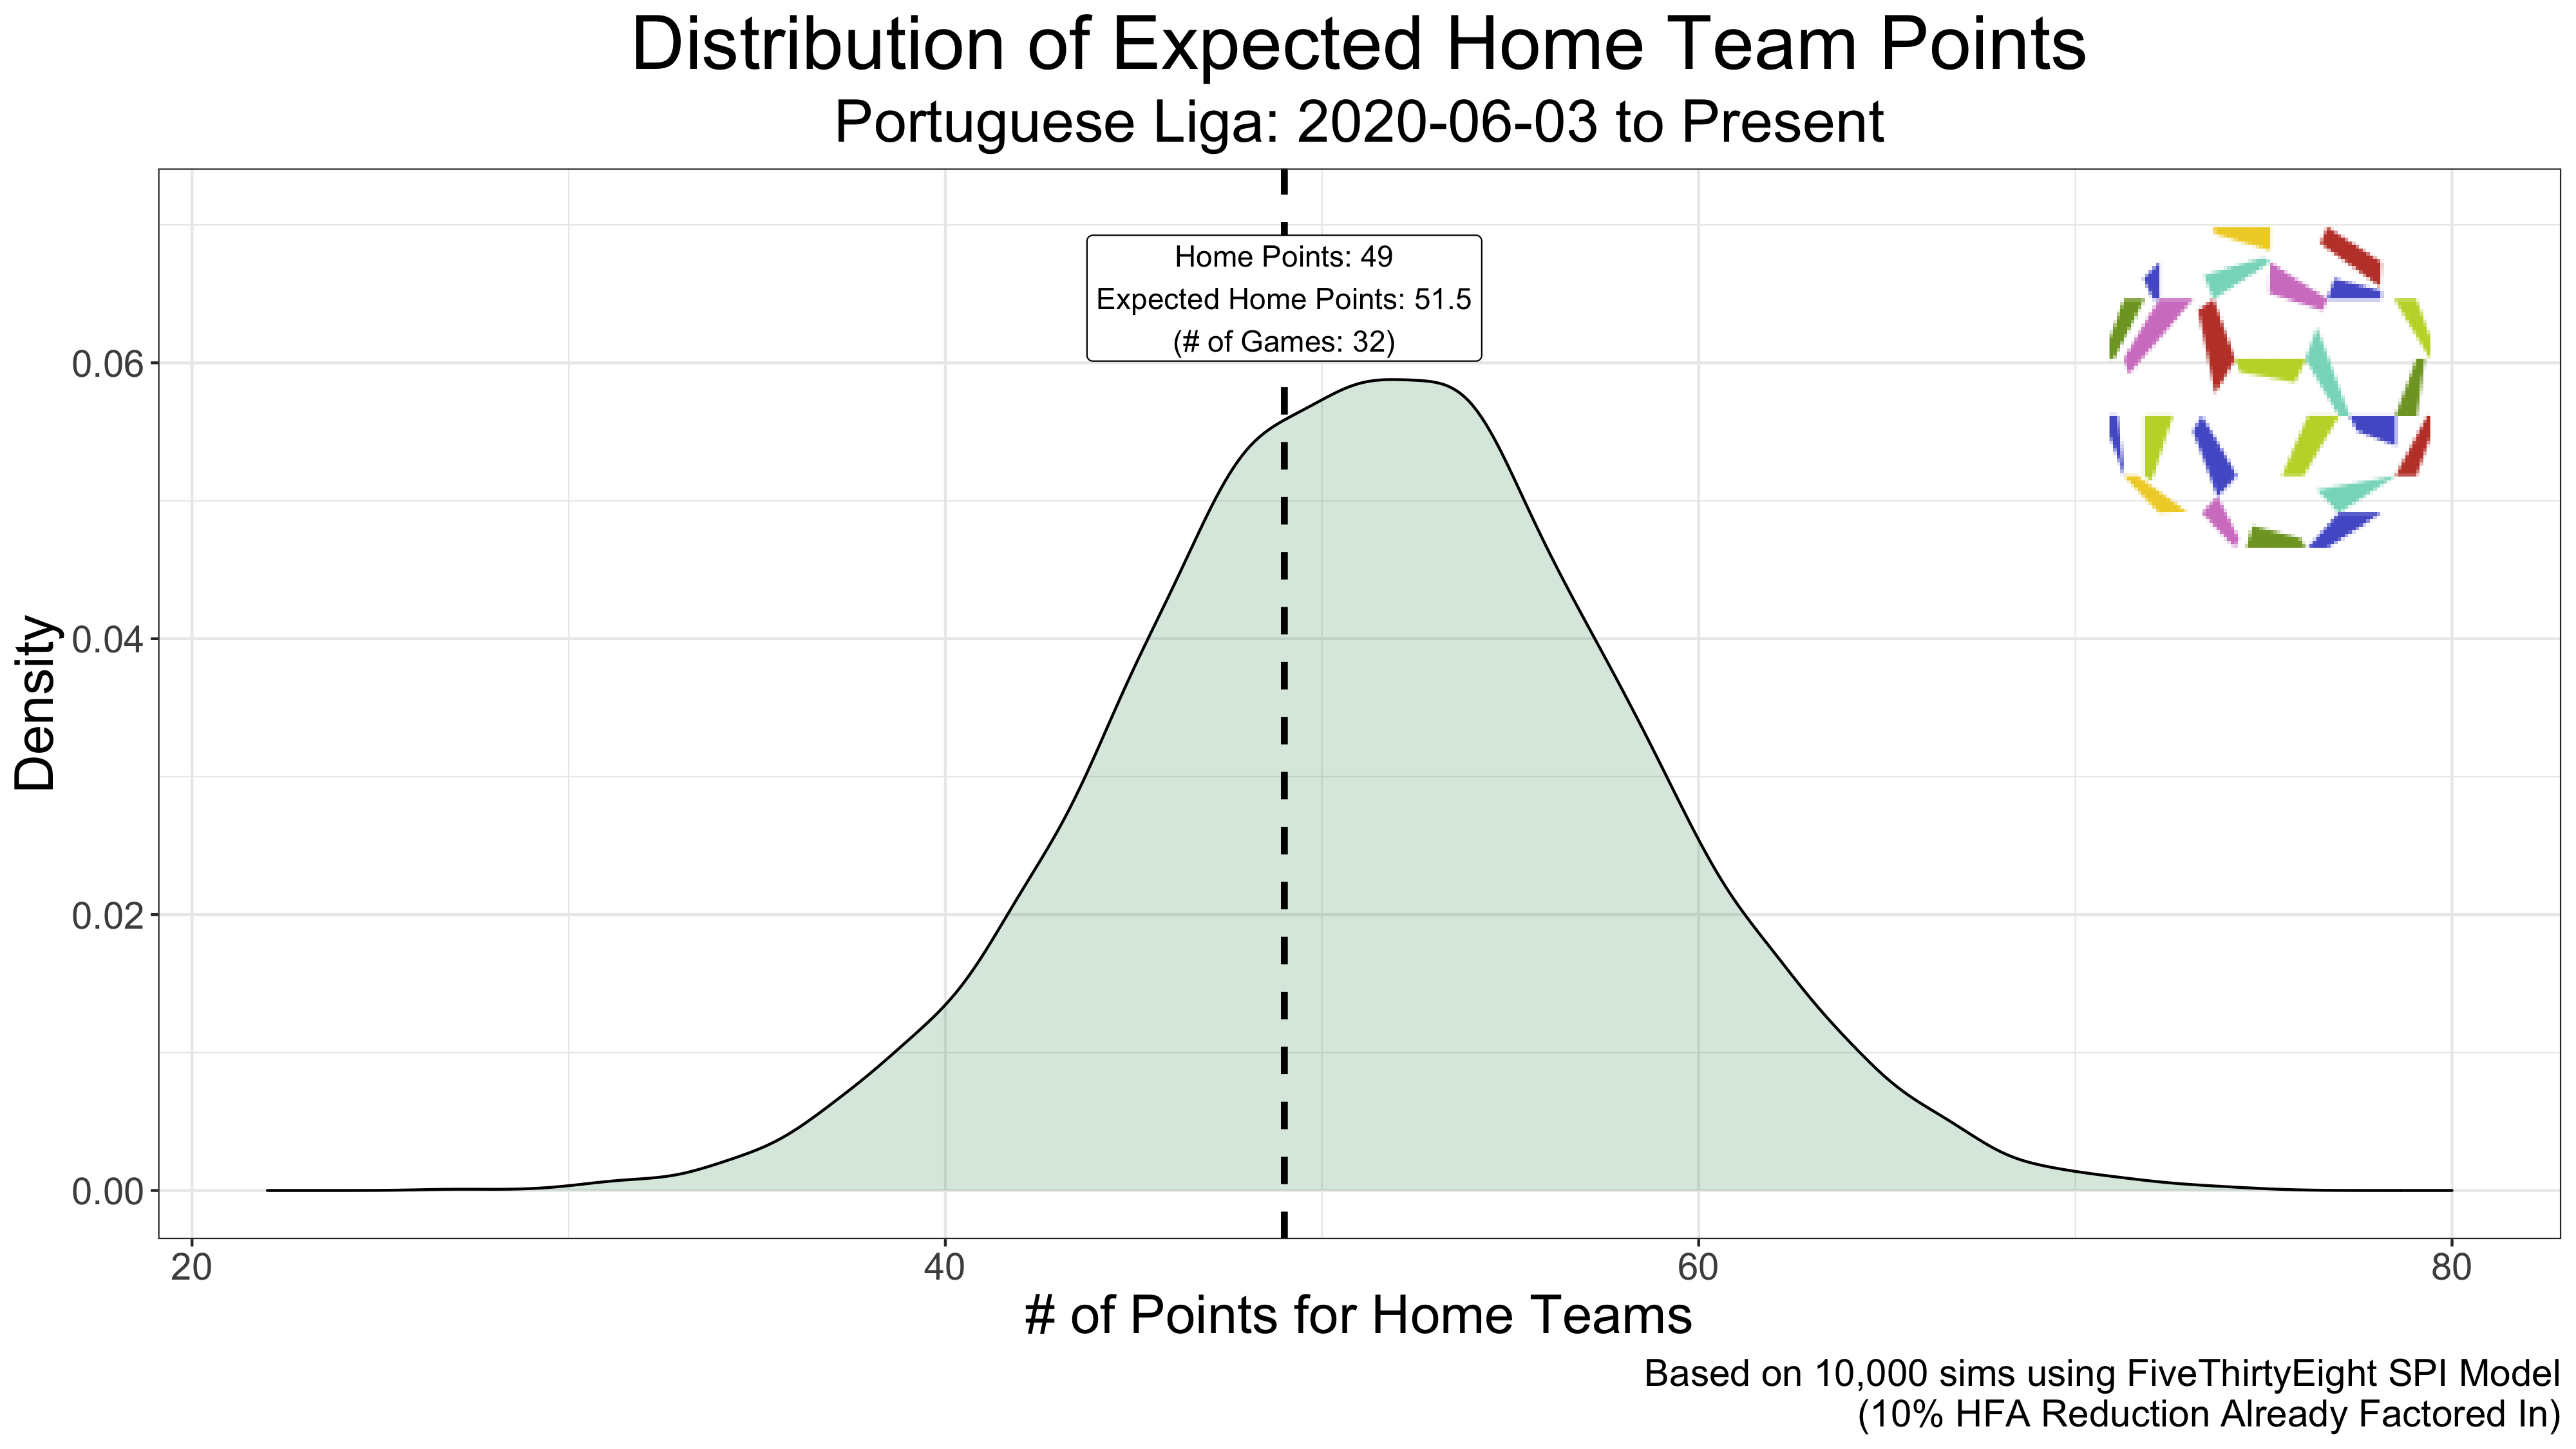 Distribution of Expected Home Team Points
Portuguese Liga: 2020-06-03 to Present
Home Points: 49
Expected Home Points: 51.5
(# of Games: 32)
Density
0.06
0.04
0.02
0.00
20 40 60 80
# of Points for Home Teams
Based on 10,000 sims using FiveThirtyEight SPI Model
(10% HFA Reduction Already Factored In)